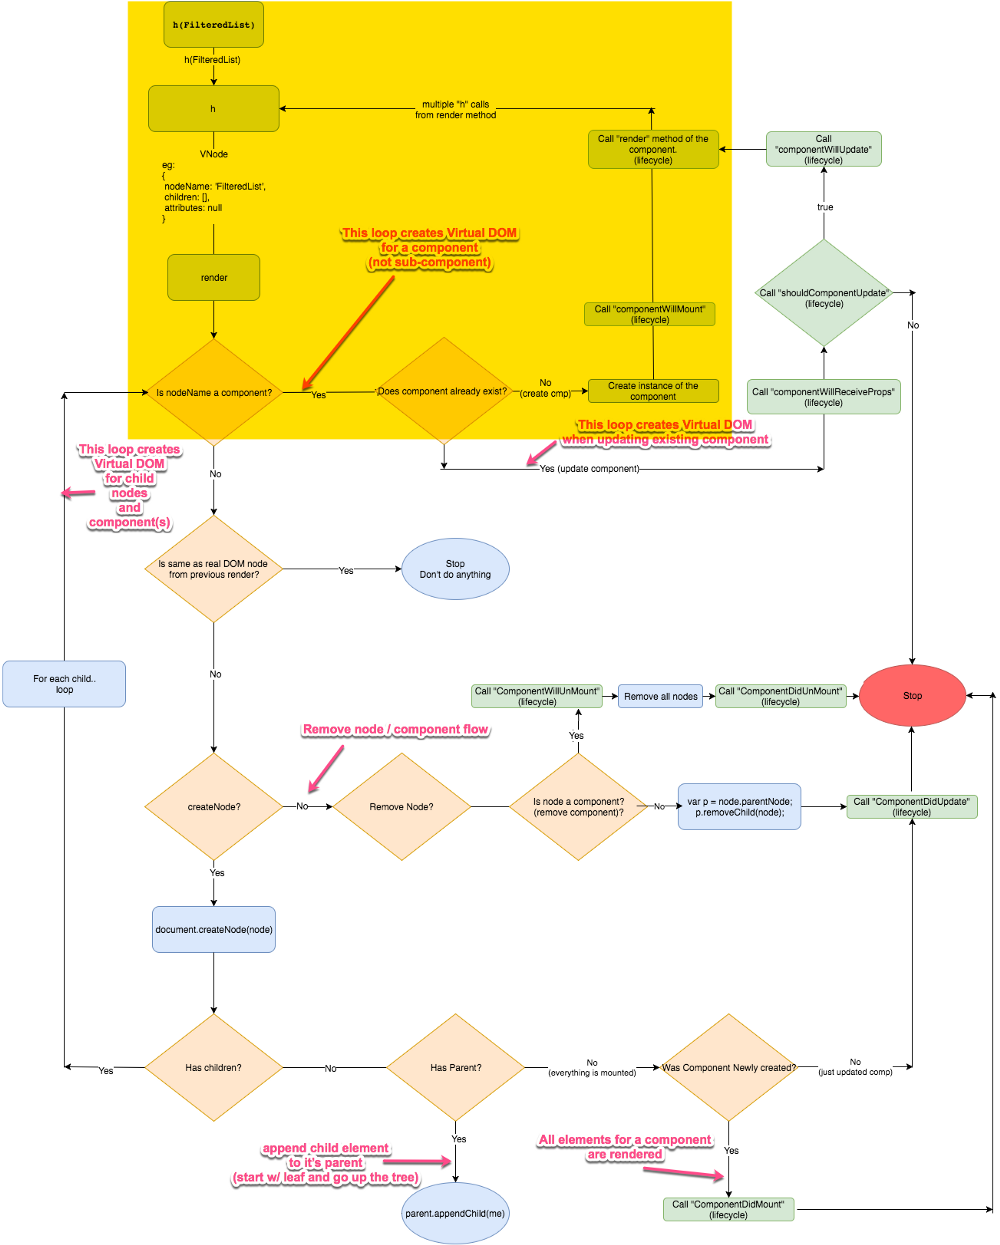 h(FilteredList)
h(FilteredList)
h
multiple "h" calls
from render method
Call "render" method of the
component.
(lifecycle)
Call
"componentWillUpdate"
(lifecycle)
VNode
eg:
{
nodeName: 'FilteredList',
children: [],
attributes: null
}
true
This loop creates Virtual DOM
for a component
(not sub-component)
render
Call "shouldComponentUpdate"
(lifecycle)
No
Call "componentWillMount"
(lifecycle)
Is nodeName a component?
Yes
Does component already exist?
No
(create cmp)
Create instance of the
component
Call "componentWillReceiveProps"
(lifecycle)
This loop creates Virtual DOM
when updating existing component
Yes (update component)
This loop creates
Virtual DOM
for child
nodes
and
component(s)
No
Is same as real DOM node
from previous render?
Yes
Stop
Don't do anything
No
For each child..
loop
Call "ComponentWillUnMount"
(lifecycle)
Remove all nodes
Call "ComponentDidUnMount"
(lifecycle)
Stop
Remove node / component flow
Yes
createNode?
No
Remove Node?
Is node a component?
(remove component)?
No
var p = node.parentNode;
p.removeChild(node);
Call "ComponentDidUpdate"
(lifecycle)
Yes
document.createNode(node)
Has children?
Yes
No
Has Parent?
No
(everything is mounted)
Was Component Newly created?
No
(just updated comp)
Yes
append child element
to it's parent
(start w/ leaf and go up the tree)
All elements for a component
are rendered
Yes
parent.appendChild(me)
Call "ComponentDidMount"
(lifecycle)